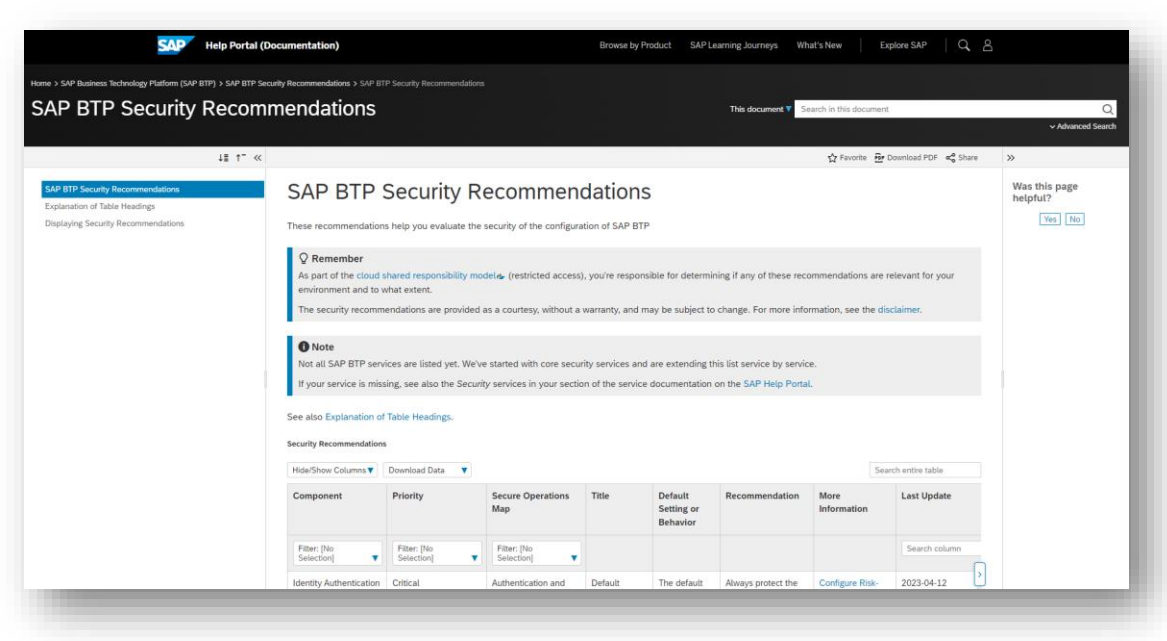 SAP Help Portal (Documentation) Browse by Product SAP Learning Journeys What's New Explore SAP
Home > SAP Business Technology Platform (SAP BTP) > SAP BTP Security Recommendations > SAP BTP Security Recommendations
SAP BTP Security Recommendations
This document Search in this document
Advanced Search
Favorite PDF Download PDF Share
SAP BTP Security Recommendations
Explanation of Table Headings
Displaying Security Recommendations
SAP BTP Security Recommendations
These recommendations help you evaluate the security of the configuration of SAP BTP
Remember
As part of the cloud shared responsibility model (restricted access), you're responsible for determining if any of these recommendations are relevant for your
environment and to what extent.
The security recommendations are provided as a courtesy, without a warranty, and may be subject to change. For more information, see the disclaimer.
Note
Not all SAP BTP services are listed yet. We've started with core security services and are extending this list service by service.
If your service is missing, see also the Security services in your section of the service documentation on the SAP Help Portal.
See also Explanation of Table Headings.
Security Recommendations
Hide/Show Columns Download Data Search entire table
Component Priority Secure Operations Map Title Default Setting or Behavior Recommendation More Information Last Update
Filter: [No Selection] Filter: [No Selection] Filter: [No Selection] Search column
Identity Authentication Critical Authentication and Default The default Always protect the Configure Risk- 2023-04-12
Was this page
helpful?
Yes No